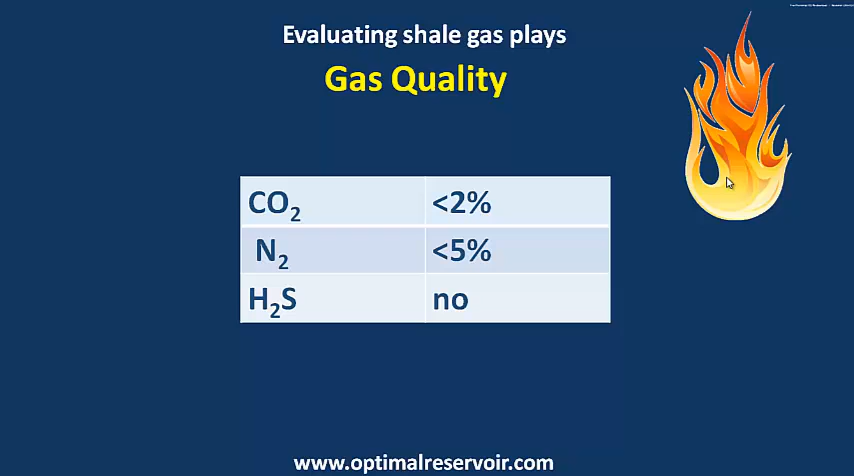 Evaluating shale gas plays
Gas Quality
CO₂ <2%
N₂ <5%
H₂S no
www.optimalreservoir.com